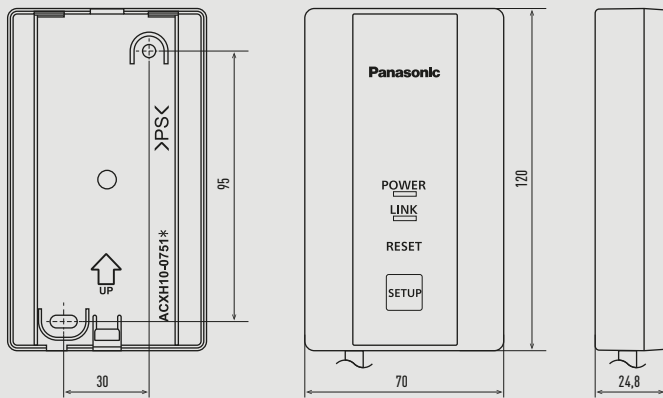 >PS<
95
ACXH10-0751*
UP
30
Panasonic
POWER
LINK
RESET
SETUP
120
70
24,8